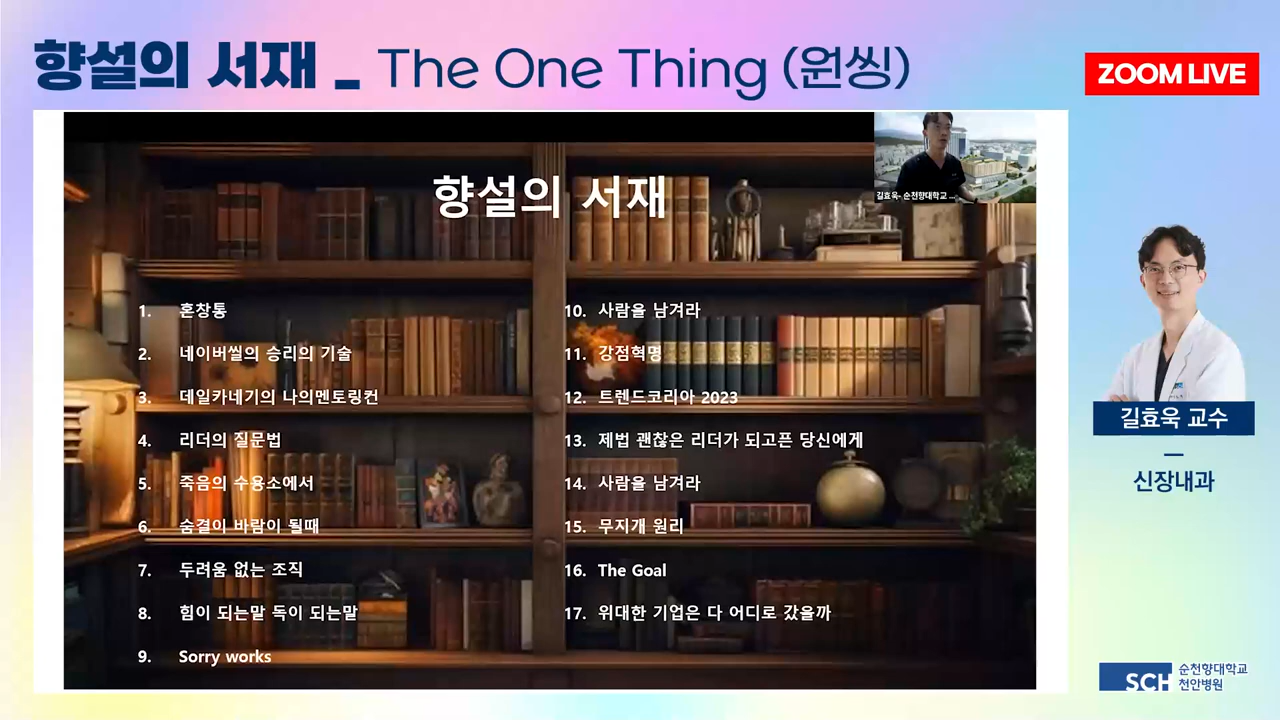 향설의 서재 _ The One Thing (원씽)
ZOOM LIVE
향설의 서재
길효욱- 순천향대학교 ...
1. 혼창통
2. 네이버씰의 승리의 기술
3. 데일카네기의 나의멘토링컨
4. 리더의 질문법
5. 죽음의 수용소에서
6. 숨결이 바람이 될때
7. 두려움 없는 조직
8. 힘이 되는말 독이 되는말
9. Sorry works
10. 사람을 남겨라
11. 강점혁명
12. 트렌드코리아 2023
13. 제법 괜찮은 리더가 되고픈 당신에게
14. 사람을 남겨라
15. 무지개 원리
16. The Goal
17. 위대한 기업은 다 어디로 갔을까
길효욱 교수
신장내과
SCH 순천향대학교
천안병원